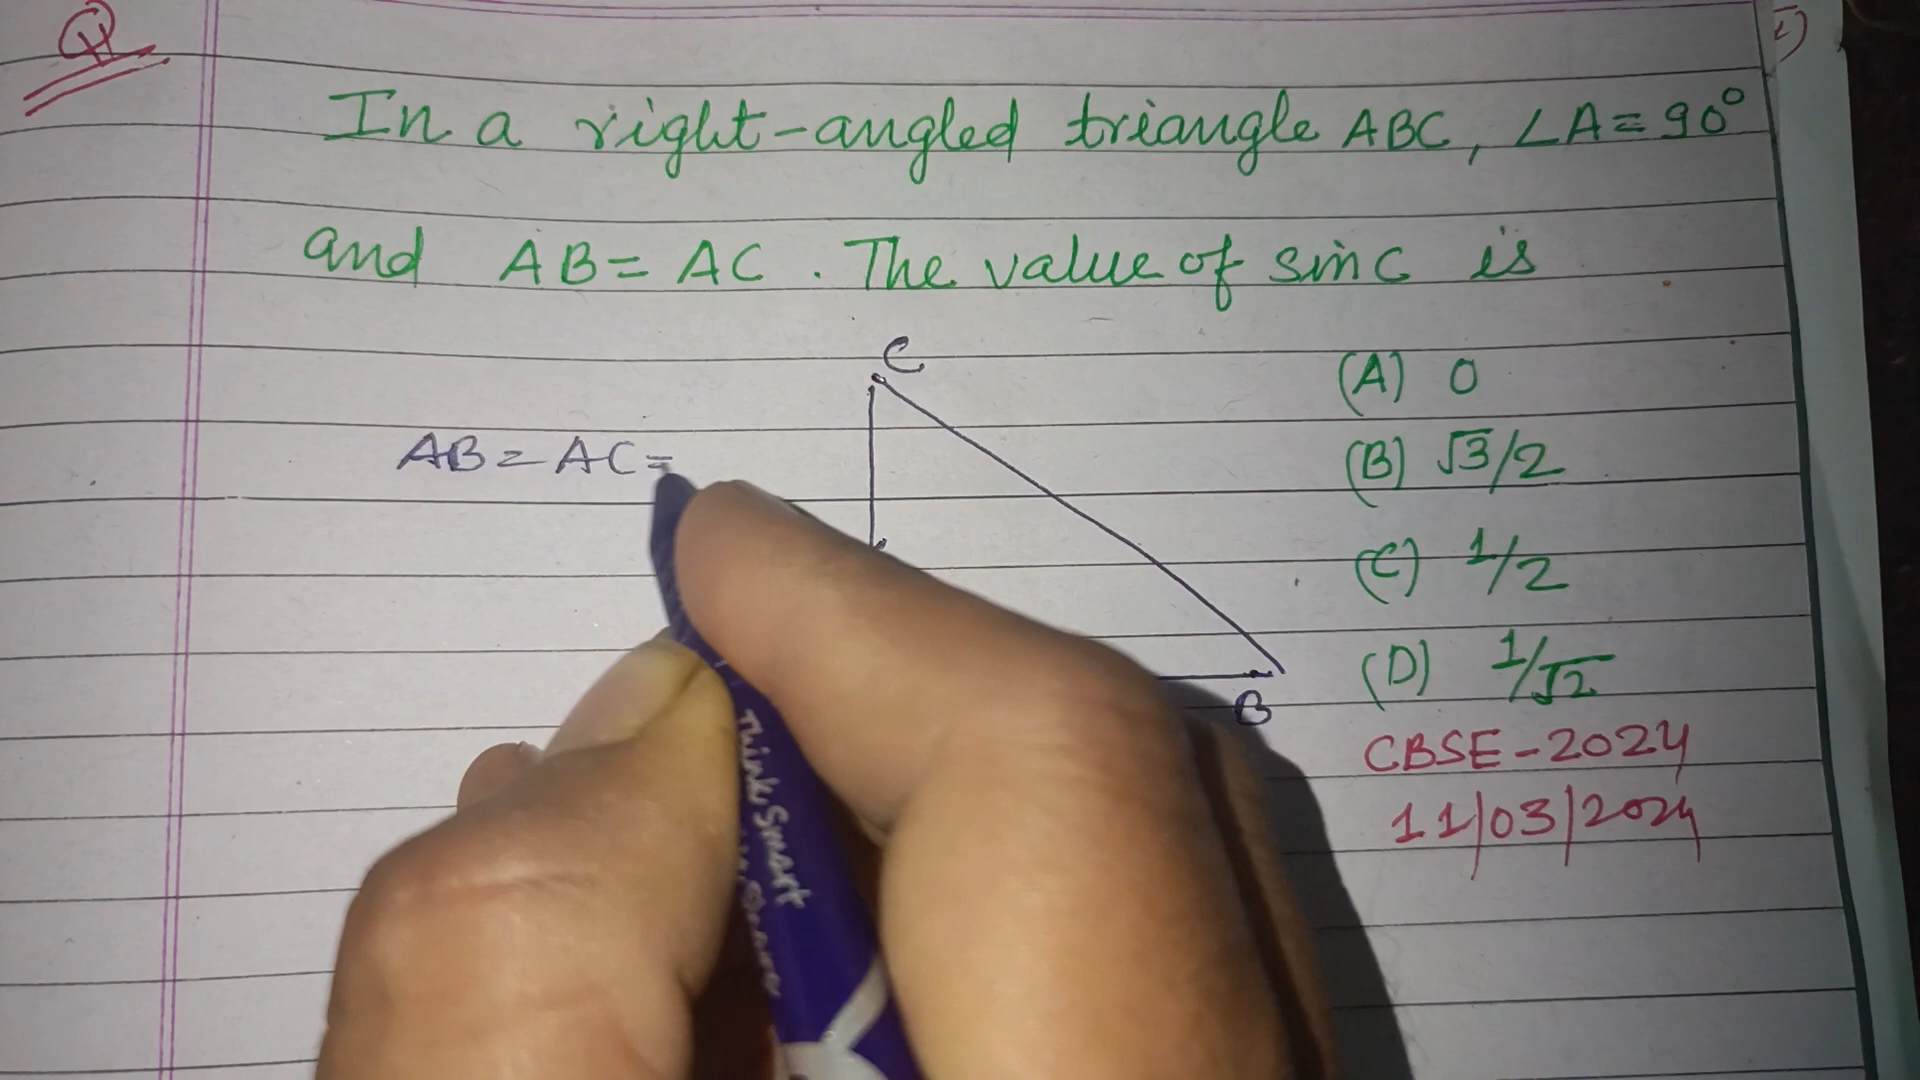 Q
In a right-angled triangle ABC, ∠A = 90°
and AB = AC . The value of sin C is
C
(A) 0
AB = AC =
(B) √3/2
(C) 1/2
(D) 1/√2
B
CBSE-2024
11/03/2024
Think Smart